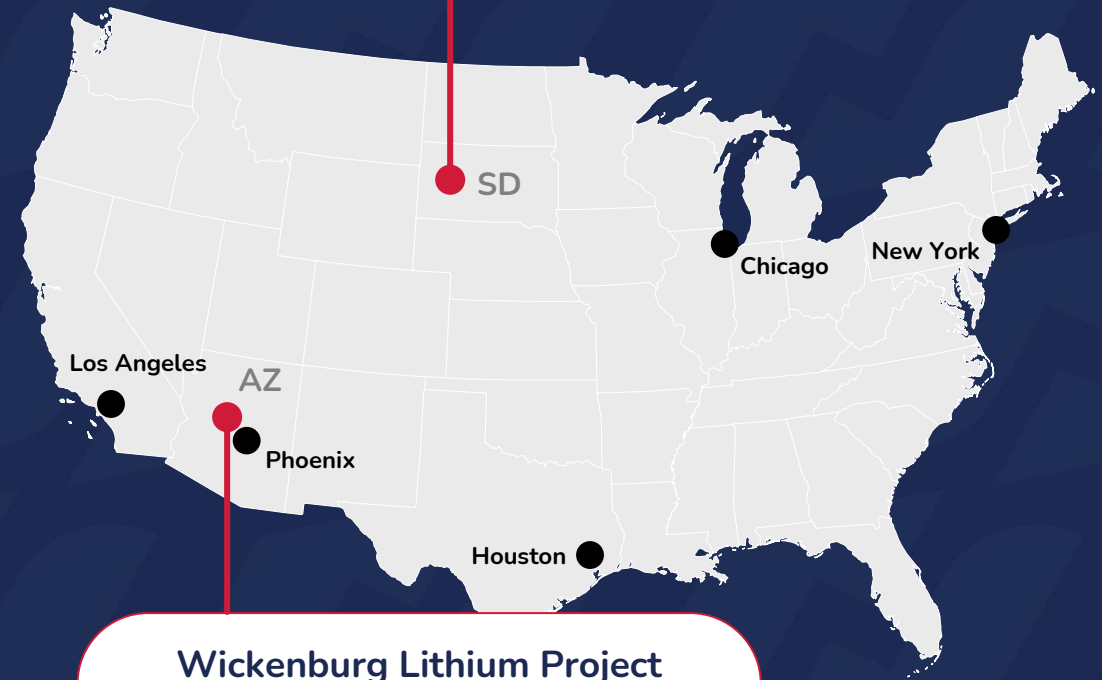 SD
Chicago
New York
Los Angeles
AZ
Phoenix
Houston
Wickenburg Lithium Project